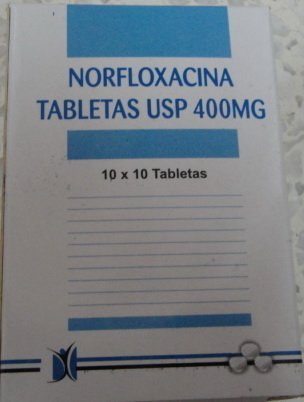 NORFLOXACINA
TABLETAS USP 400MG
10 x 10 Tabletas